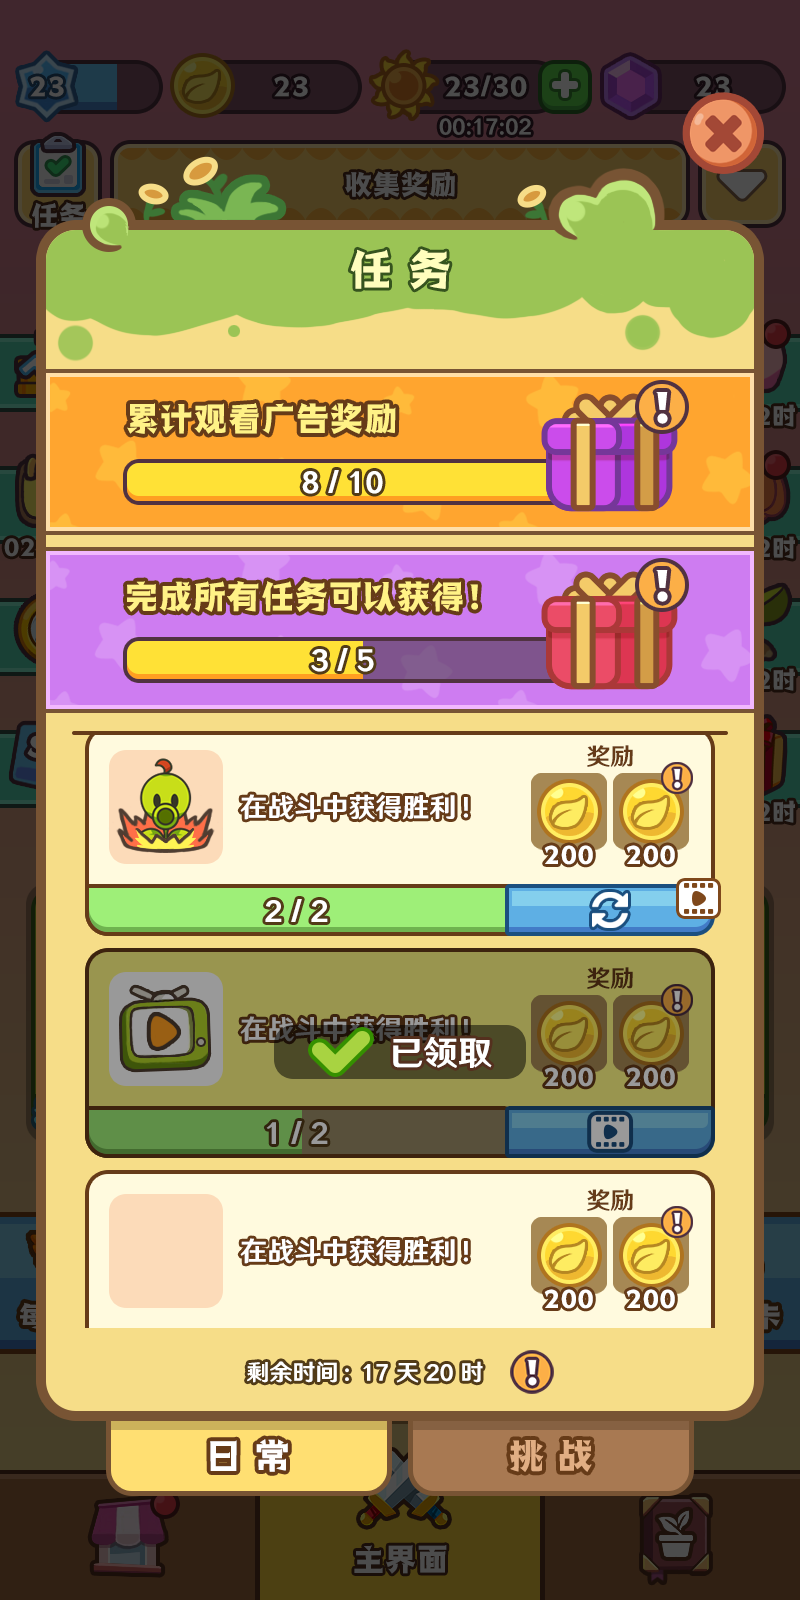 23
23
23/30
23
00:17:02
任务
收集奖励
任务
累计观看广告奖励
8/10
完成所有任务可以获得！
3/5
奖励
在战斗中获得胜利！
200 200
2/2
奖励
在战斗中获得胜利！
已领取
200 200
1/2
奖励
在战斗中获得胜利！
200 200
剩余时间：17 天 20 时
日常
挑战
主界面